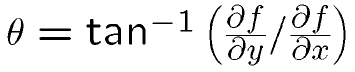 θ = tan⁻¹ (∂f/∂y / ∂f/∂x)